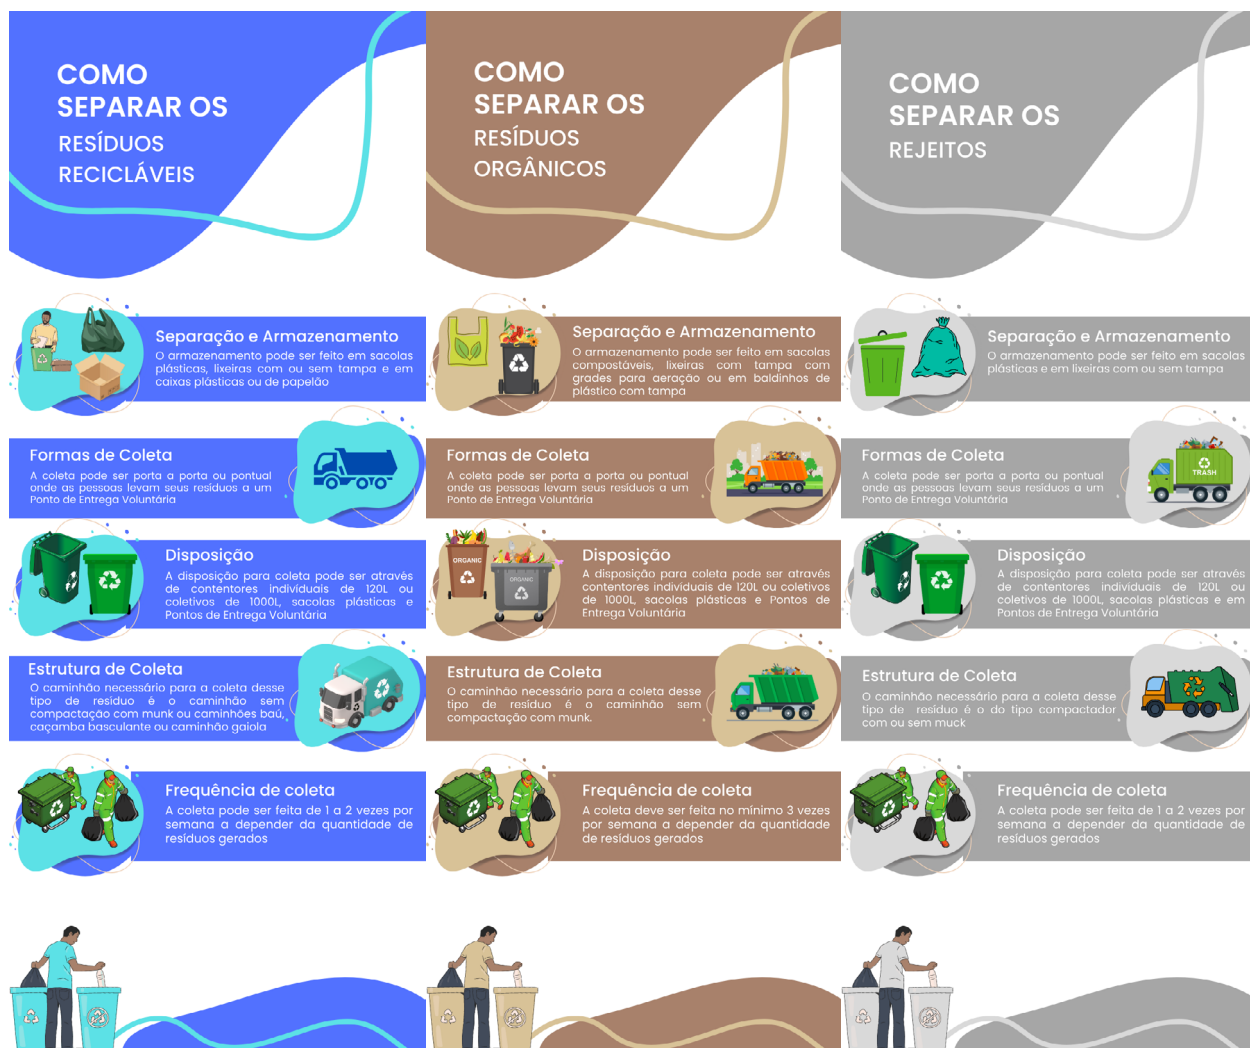 COMO
SEPARAR OS
RESÍDUOS
RECICLÁVEIS
Separação e Armazenamento
O armazenamento pode ser feito em sacolas
plásticas, lixeiras com ou sem tampa e em
caixas plásticas ou de papelão
Formas de Coleta
A coleta pode ser porta a porta ou pontual
onde as pessoas levam seus resíduos a um
Ponto de Entrega Voluntária
Disposição
A disposição para coleta pode ser através
de contentores individuais de 120L ou
coletivos de 1000L, sacolas plásticas e
Pontos de Entrega Voluntária
Estrutura de Coleta
O caminhão necessário para a coleta desse
tipo de resíduo é o caminhão sem
compactação com munk ou caminhões baú,
caçamba basculante ou caminhão gaiola
Frequência de coleta
A coleta pode ser feita de 1 a 2 vezes por
semana a depender da quantidade de
resíduos gerados
COMO
SEPARAR OS
RESÍDUOS
ORGÂNICOS
Separação e Armazenamento
O armazenamento pode ser feito em sacolas
compostáveis, lixeiras com tampa com
grades para aeração ou em baldinhos de
plástico com tampa
Formas de Coleta
A coleta pode ser porta a porta ou pontual
onde as pessoas levam seus resíduos a um
Ponto de Entrega Voluntária
ORGANIC
ORGANIC
Disposição
A disposição para coleta pode ser através
contentores individuais de 120L ou coletivos
de 1000L, sacolas plásticas e Pontos de
Entrega Voluntária
Estrutura de Coleta
O caminhão necessário para a coleta desse
tipo de resíduo é o caminhão sem
compactação com munk.
Frequência de coleta
A coleta deve ser feita no mínimo 3 vezes
por semana a depender da quantidade
de resíduos gerados
COMO
SEPARAR OS
REJEITOS
Separação e Armazenamento
O armazenamento pode ser feito em sacolas
plásticas e em lixeiras com ou sem tampa
Formas de Coleta
A coleta pode ser porta a porta ou pontual
onde as pessoas levam seus resíduos a um
Ponto de Entrega Voluntária
TRASH
Disposição
A disposição para coleta pode ser através
de contentores individuais de 120L ou
coletivos de 1000L, sacolas plásticas e em
Pontos de Entrega Voluntária
Estrutura de Coleta
O caminhão necessário para a coleta desse
tipo de resíduo é o do tipo compactador
com ou sem muck
Frequência de coleta
A coleta pode ser feita de 1 a 2 vezes por
semana a depender da quantidade de
resíduos gerados